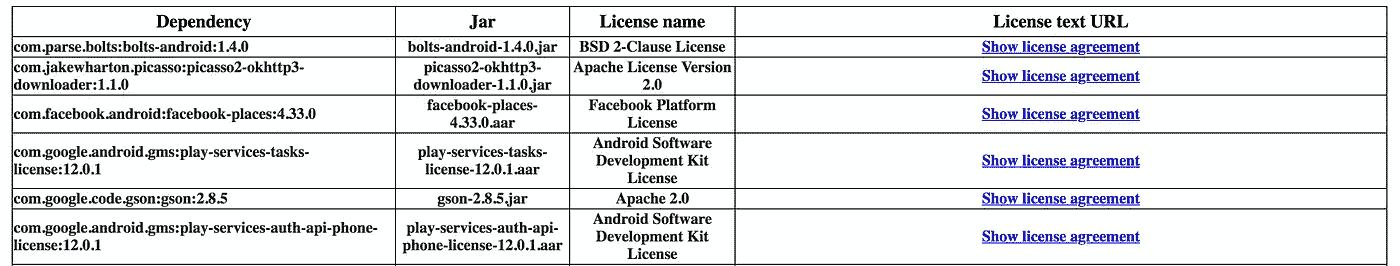 Dependency Jar License name License text URL
com.parse.bolts:bolts-android:1.4.0 bolts-android-1.4.0.jar BSD 2-Clause License Show license agreement
com.jakewharton.picasso:picasso2-okhttp3-
downloader:1.1.0
picasso2-okhttp3-
downloader-1.1.0.jar
Apache License Version
2.0
Show license agreement
com.facebook.android:facebook-places:4.33.0
facebook-places-
4.33.0.aar
Facebook Platform
License
Show license agreement
com.google.android.gms:play-services-tasks-
license:12.0.1
play-services-tasks-
license-12.0.1.aar
Android Software
Development Kit
License
Show license agreement
com.google.code.gson:gson:2.8.5 gson-2.8.5.jar Apache 2.0 Show license agreement
com.google.android.gms:play-services-auth-api-phone-
license:12.0.1
play-services-auth-api-
phone-license-12.0.1.aar
Android Software
Development Kit
License
Show license agreement